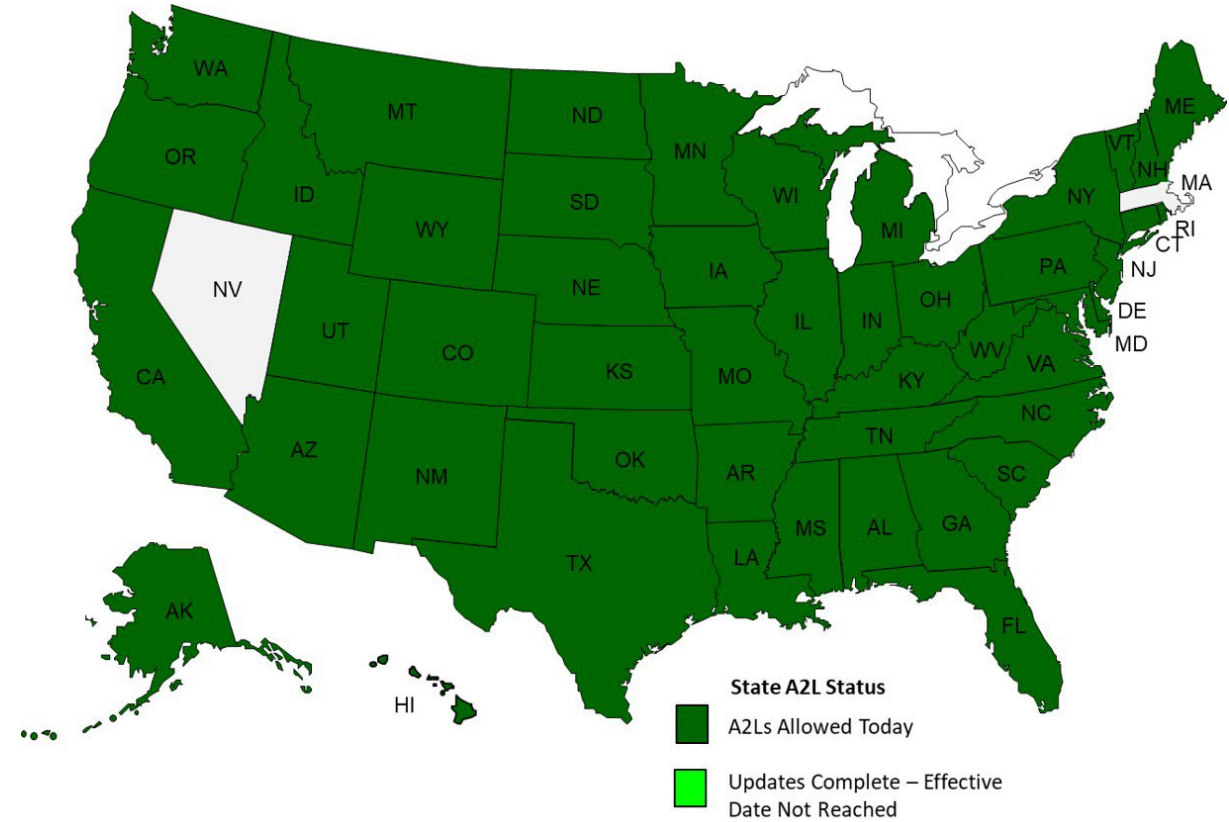 WA
MT
ND
MN
ME
OR
ID
SD
WI
VT
NH
MA
WY
MI
NY
RI
CT
NV
IA
PA
NJ
NE
UT
CO
IL
IN
OH
DE
MD
CA
KS
MO
WV
VA
KY
NC
AZ
NM
OK
AR
TN
SC
MS
AL
GA
TX
LA
AK
FL
HI
State A2L Status
A2Ls Allowed Today
Updates Complete – Effective
Date Not Reached